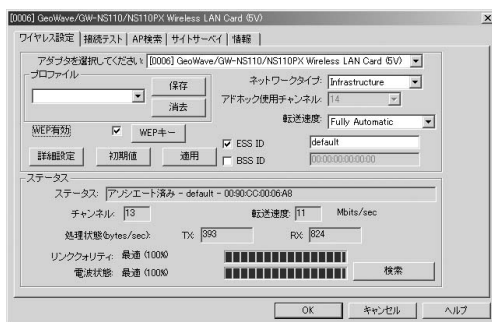 [0006] GeoWave/GW-NS110/NS110PX Wireless LAN Card (5V)
ワイヤレス設定 接続テスト AP検索 サイトサーベイ 情報
アダプタを選択してください: [0006] GeoWave/GW-NS110/NS110PX Wireless LAN Card (5V)
プロファイル
保存
消去
ネットワークタイプ: Infrastructure
アドホック使用チャンネル: 14
転送速度: Fully Automatic
WEP有効 WEPキー
ESS ID default
詳細設定 初期値 適用
BSS ID 00:00:00:00:00:00
ステータス
ステータス: アソシエート済み - default - 00:90:CC:00:06:A8
チャンネル: 13 転送速度: 11 Mbits/sec
処理状態(bytes/sec): TX: 393 RX: 824
リンククォリティ: 最適 (100%)
電波状態: 最適 (100%)
検索
OK キャンセル ヘルプ